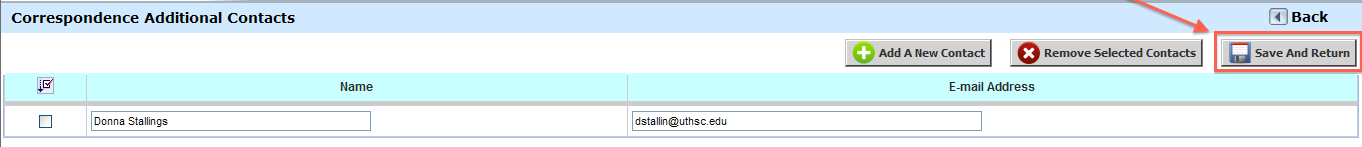 Correspondence Additional Contacts Back
Add A New Contact Remove Selected Contacts Save And Return
Name E-mail Address
Donna Stallings dstallin@uthsc.edu